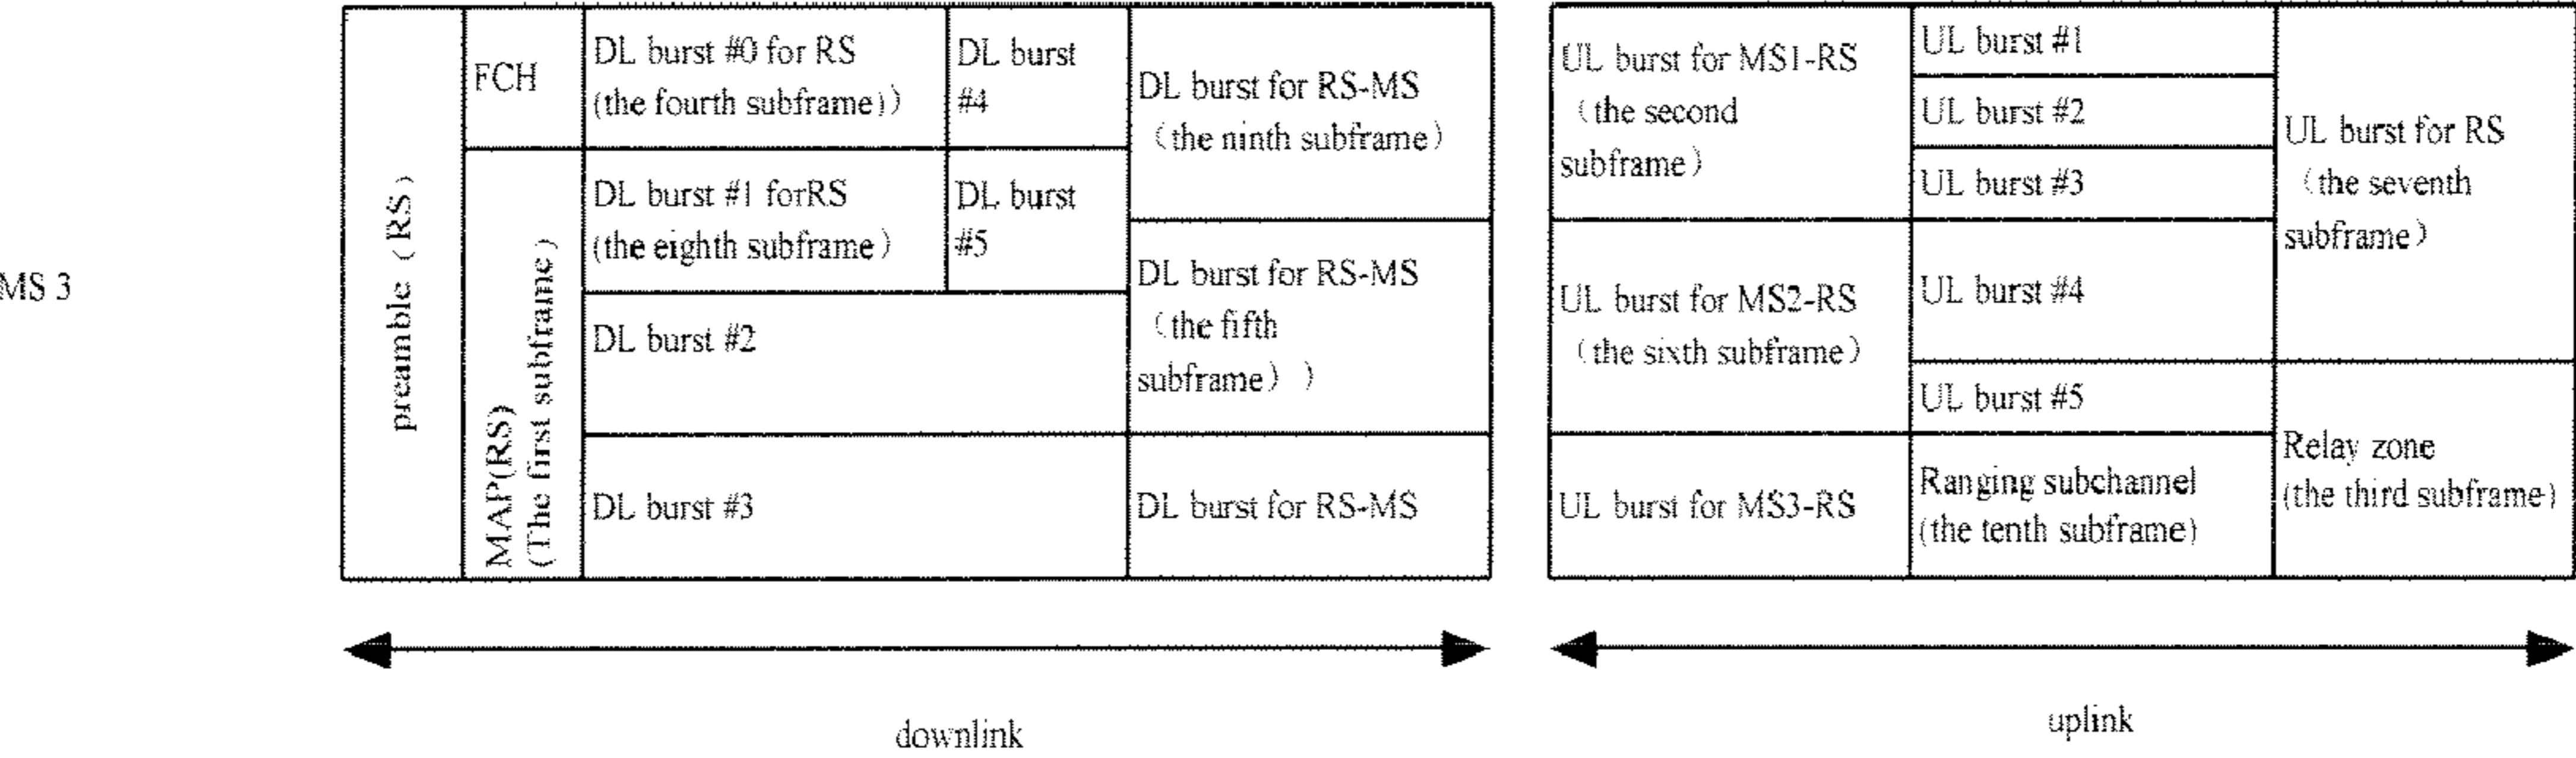 MS 3
preamble (RS)
FCH
MAP(RS)
(The first subframe)
DL burst #0 for RS
(the fourth subframe))
DL burst
#4
DL burst #1 forRS
(the eighth subframe)
DL burst
#5
DL burst #2
DL burst #3
DL burst for RS-MS
(the ninth subframe)
DL burst for RS-MS
(the fifth
subframe) )
DL burst for RS-MS
UL burst for MS1-RS
(the second
subframe)
UL burst for MS2-RS
(the sixth subframe)
UL burst for MS3-RS
UL burst #1
UL burst #2
UL burst #3
UL burst #4
UL burst #5
Ranging subchannel
(the tenth subframe)
UL burst for RS
(the seventh
subframe)
Relay zone
(the third subframe)
downlink
uplink